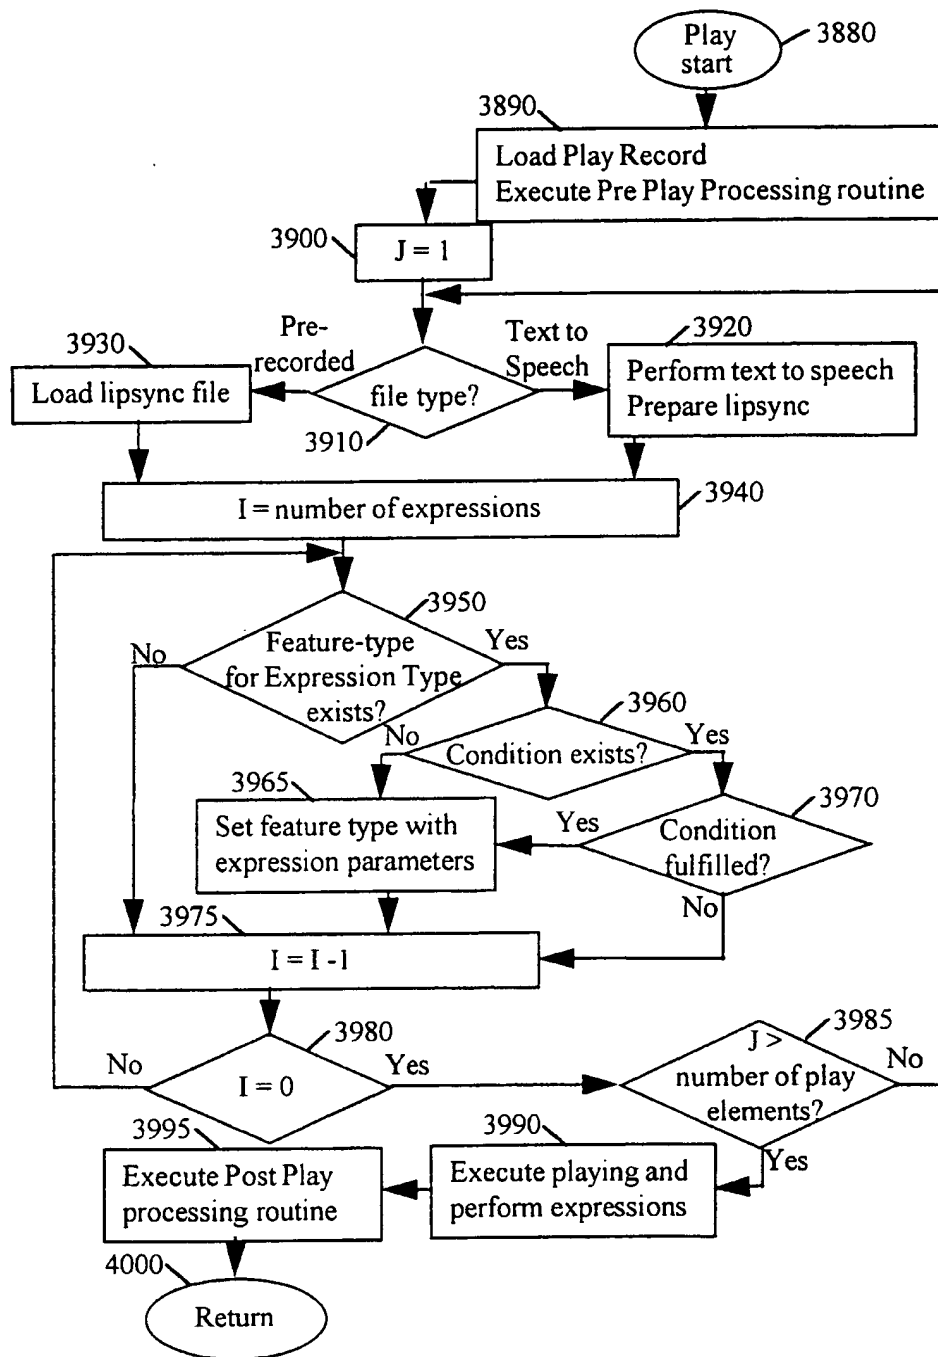 Play
start
3880
3890
Load Play Record
Execute Pre Play Processing routine
3900
J = 1
Pre-
recorded
Text to
Speech
3930
Load lipsync file
file type?
3910
3920
Perform text to speech
Prepare lipsync
I = number of expressions
3940
3950
Feature-type
for Expression Type
exists?
No
Yes
3960
Condition exists?
No
Yes
3965
Set feature type with
expression parameters
Yes
3970
Condition
fulfilled?
No
3975
I = I -1
3980
I = 0
No
Yes
3985
J >
number of play
elements?
No
Yes
3990
Execute playing and
perform expressions
3995
Execute Post Play
processing routine
4000
Return